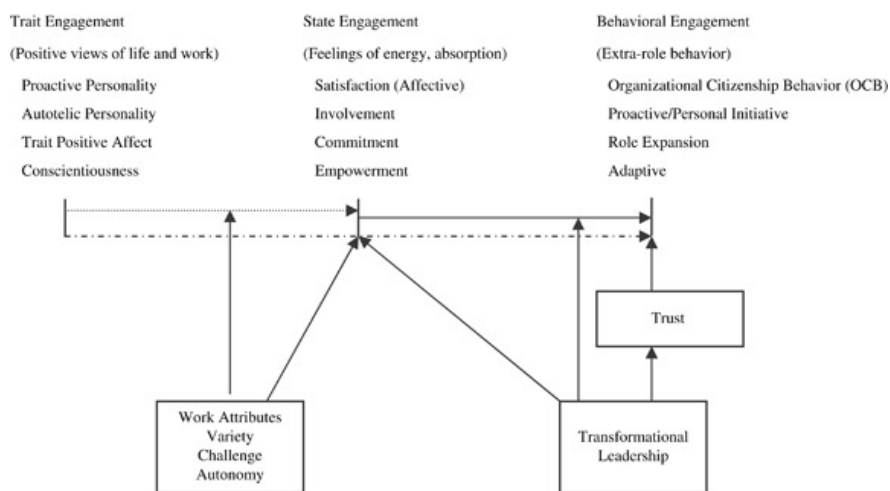 Trait Engagement
(Positive views of life and work)
Proactive Personality
Autotelic Personality
Trait Positive Affect
Conscientiousness
State Engagement
(Feelings of energy, absorption)
Satisfaction (Affective)
Involvement
Commitment
Empowerment
Behavioral Engagement
(Extra-role behavior)
Organizational Citizenship Behavior (OCB)
Proactive/Personal Initiative
Role Expansion
Adaptive
Trust
Work Attributes
Variety
Challenge
Autonomy
Transformational
Leadership